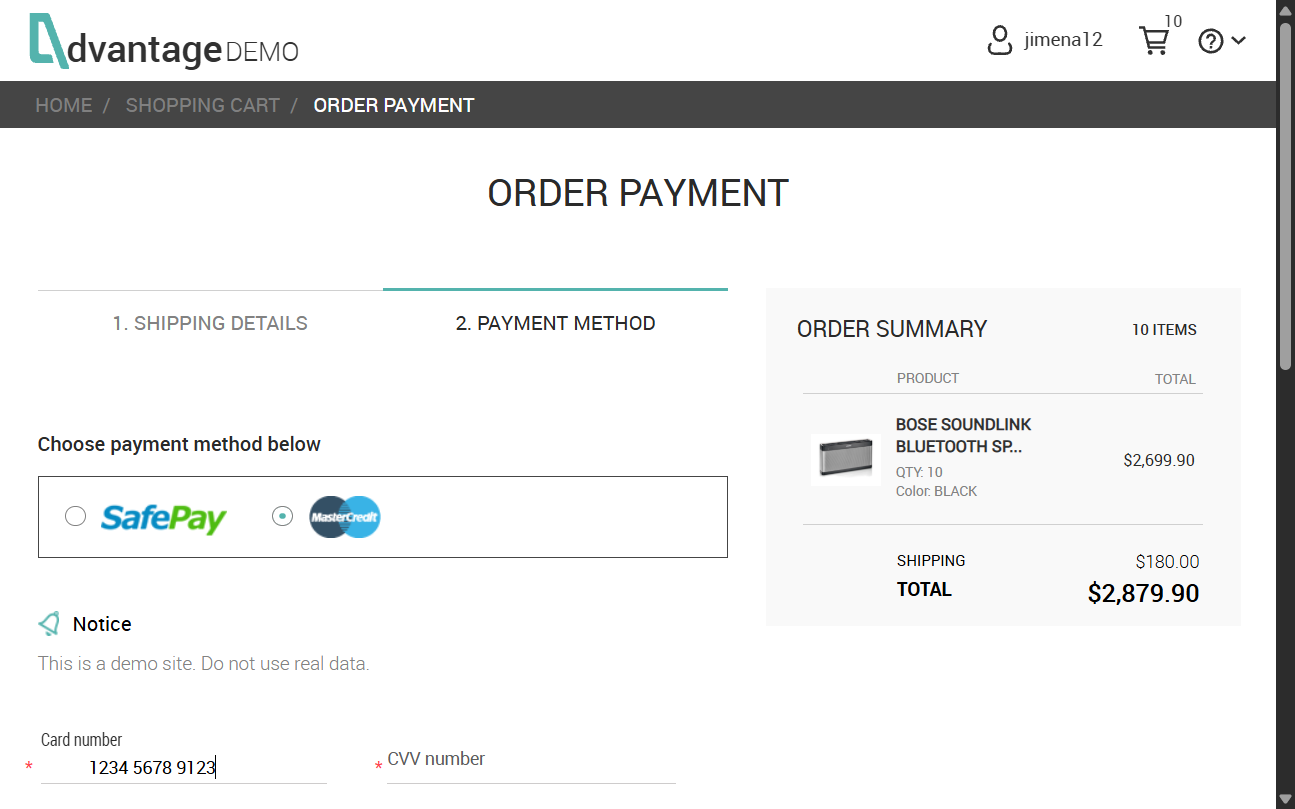 dvantage DEMO
jimena12
10
HOME / SHOPPING CART / ORDER PAYMENT
ORDER PAYMENT
1. SHIPPING DETAILS
2. PAYMENT METHOD
Choose payment method below
SafePay
MasterCredit
Notice
This is a demo site. Do not use real data.
Card number
* 1234 5678 9123
* CVV number
ORDER SUMMARY
10 ITEMS
PRODUCT
TOTAL
BOSE SOUNDLINK
BLUETOOTH SP...
QTY: 10
Color: BLACK
$2,699.90
SHIPPING
$180.00
TOTAL
$2,879.90